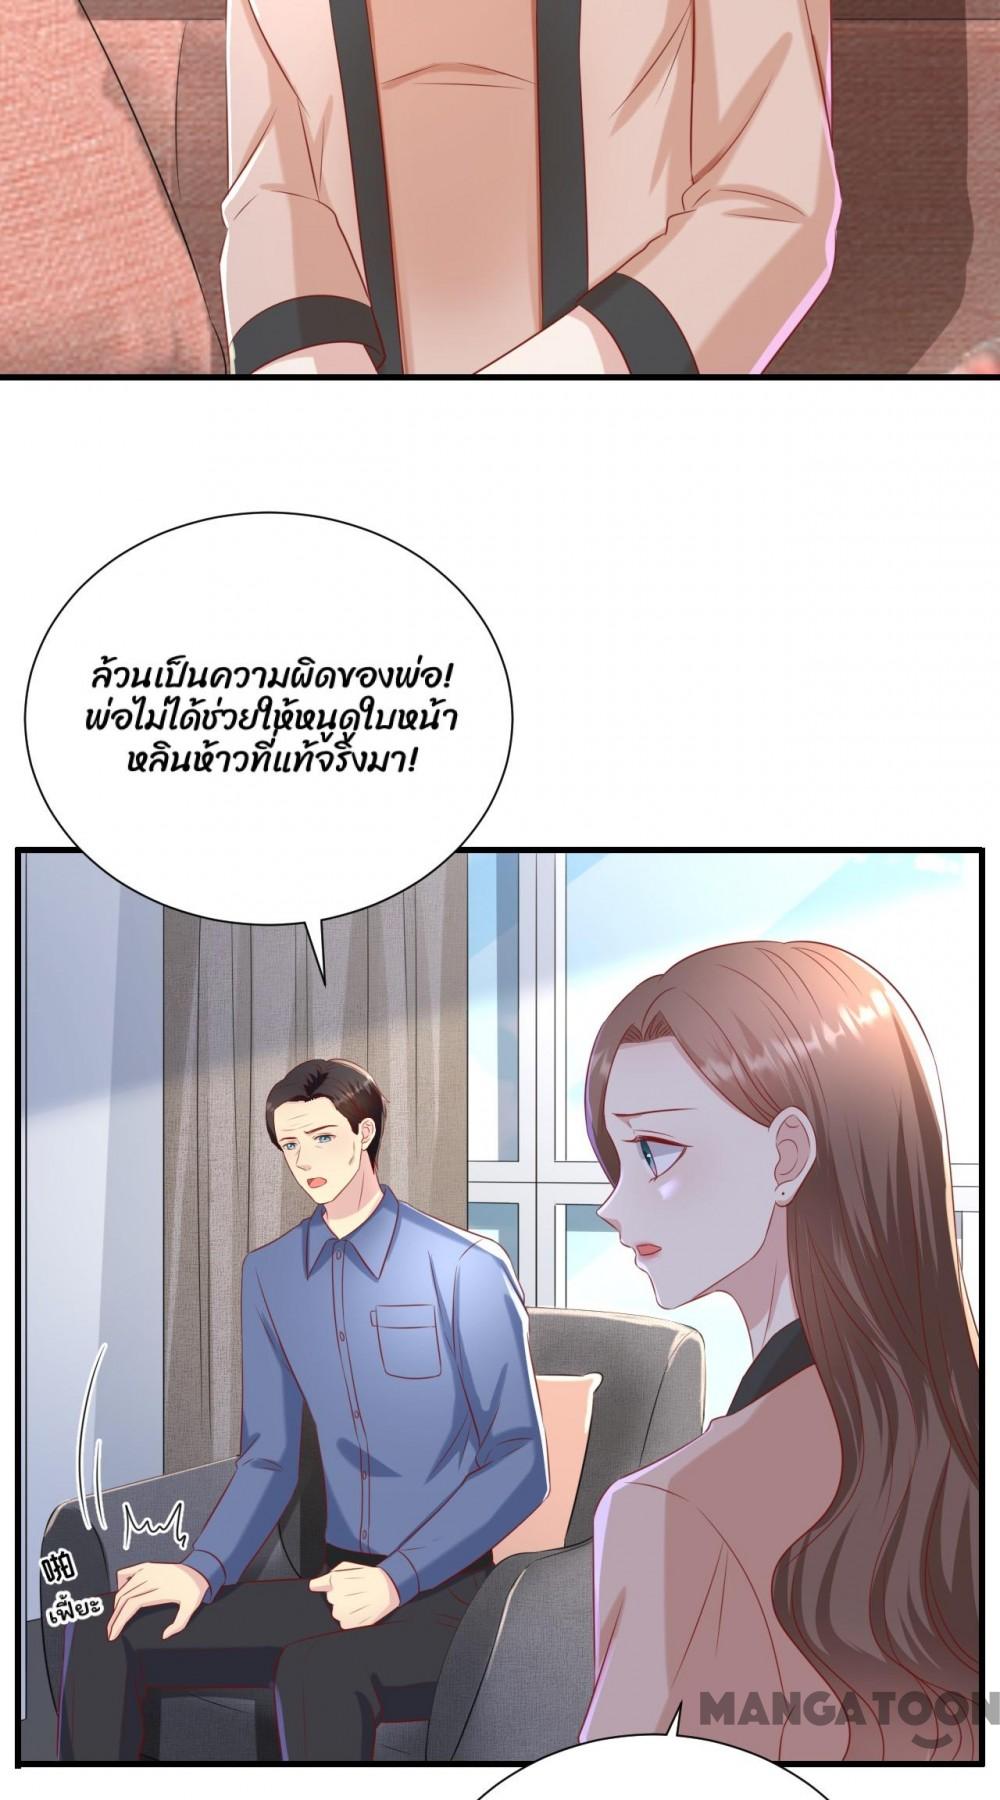 ล้วนเป็นความผิดของพ่อ!
พ่อไม่ได้ช่วยให้หนูดูใบหน้า
หลินห้าวที่แท้จริงมา!
啪
เพี้ยะ
MANGATOON